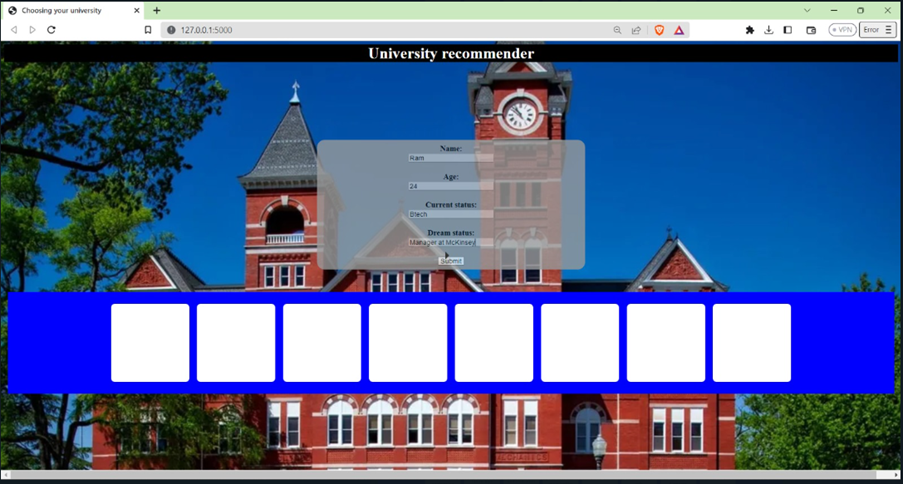 Choosing your university
127.0.0.1:5000
VPN
Error
University recommender
Name:
Ram
Age:
24
Current status:
Btech
Dream status:
Manager at McKinsey
Submit